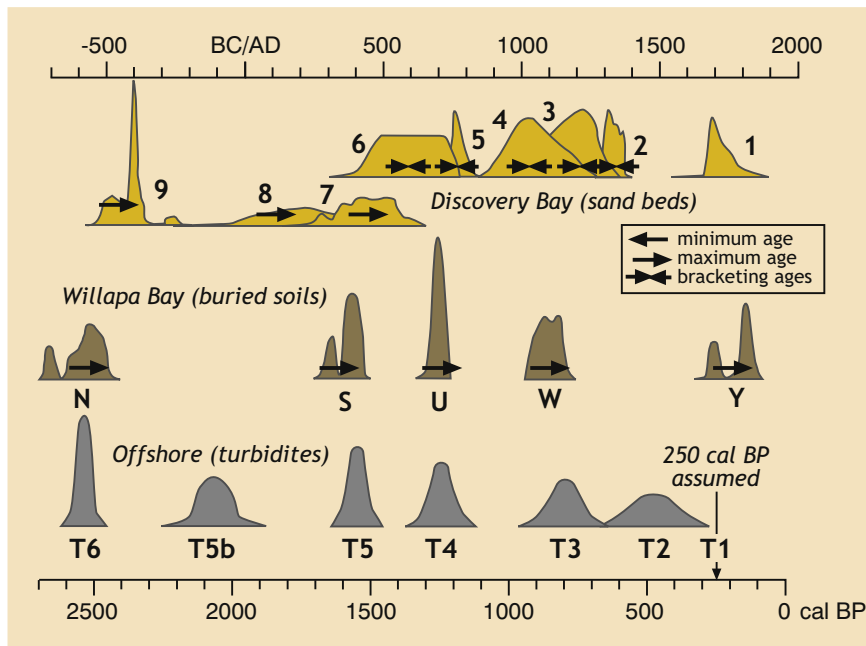 -500 BC/AD 500 1000 1500 2000
6 5 4 3 2 1
9 8 7
Discovery Bay (sand beds)
minimum age
maximum age
bracketing ages
Willapa Bay (buried soils)
N S U W Y
Offshore (turbidites)
250 cal BP
assumed
T6 T5b T5 T4 T3 T2 T1
2500 2000 1500 1000 500 0 cal BP